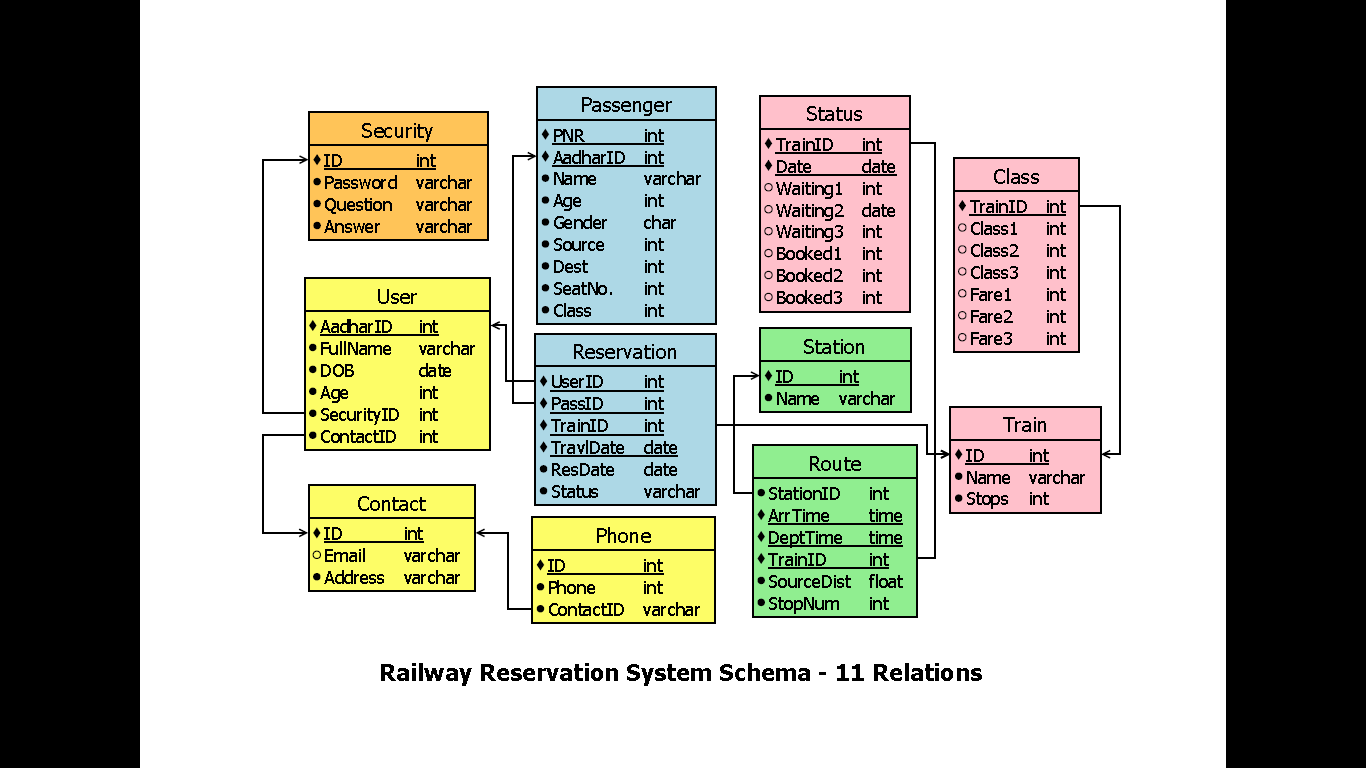 Security
ID int
Password varchar
Question varchar
Answer varchar
User
AadharID int
FullName varchar
DOB date
Age int
SecurityID int
ContactID int
Contact
ID int
Email varchar
Address varchar
Passenger
PNR int
AadharID int
Name varchar
Age int
Gender char
Source int
Dest int
SeatNo. int
Class int
Reservation
UserID int
PassID int
TrainID int
TravlDate date
ResDate date
Status varchar
Phone
ID int
Phone int
ContactID varchar
Status
TrainID int
Date date
Waiting1 int
Waiting2 date
Waiting3 int
Booked1 int
Booked2 int
Booked3 int
Station
ID int
Name varchar
Route
StationID int
ArrTime time
DeptTime time
TrainID int
SourceDist float
StopNum int
Class
TrainID int
Class1 int
Class2 int
Class3 int
Fare1 int
Fare2 int
Fare3 int
Train
ID int
Name varchar
Stops int
Railway Reservation System Schema - 11 Relations